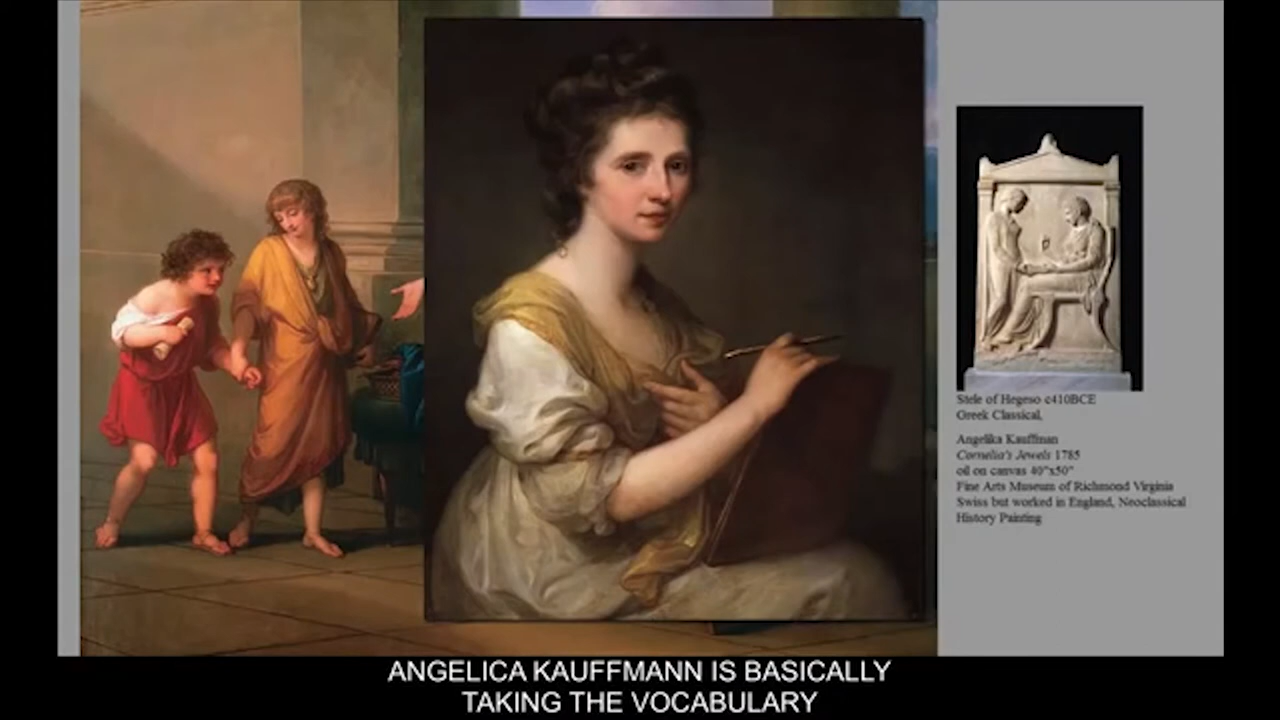 Stele of Hegeso c410BCE
Greek Classical,
Angelika Kauffman
Cornelia's Jewels 1785
oil on canvas 40"x50"
Fine Arts Museum of Richmond Virginia
Swiss but worked in England, Neoclassical
History Painting
ANGELICA KAUFFMANN IS BASICALLY
TAKING THE VOCABULARY